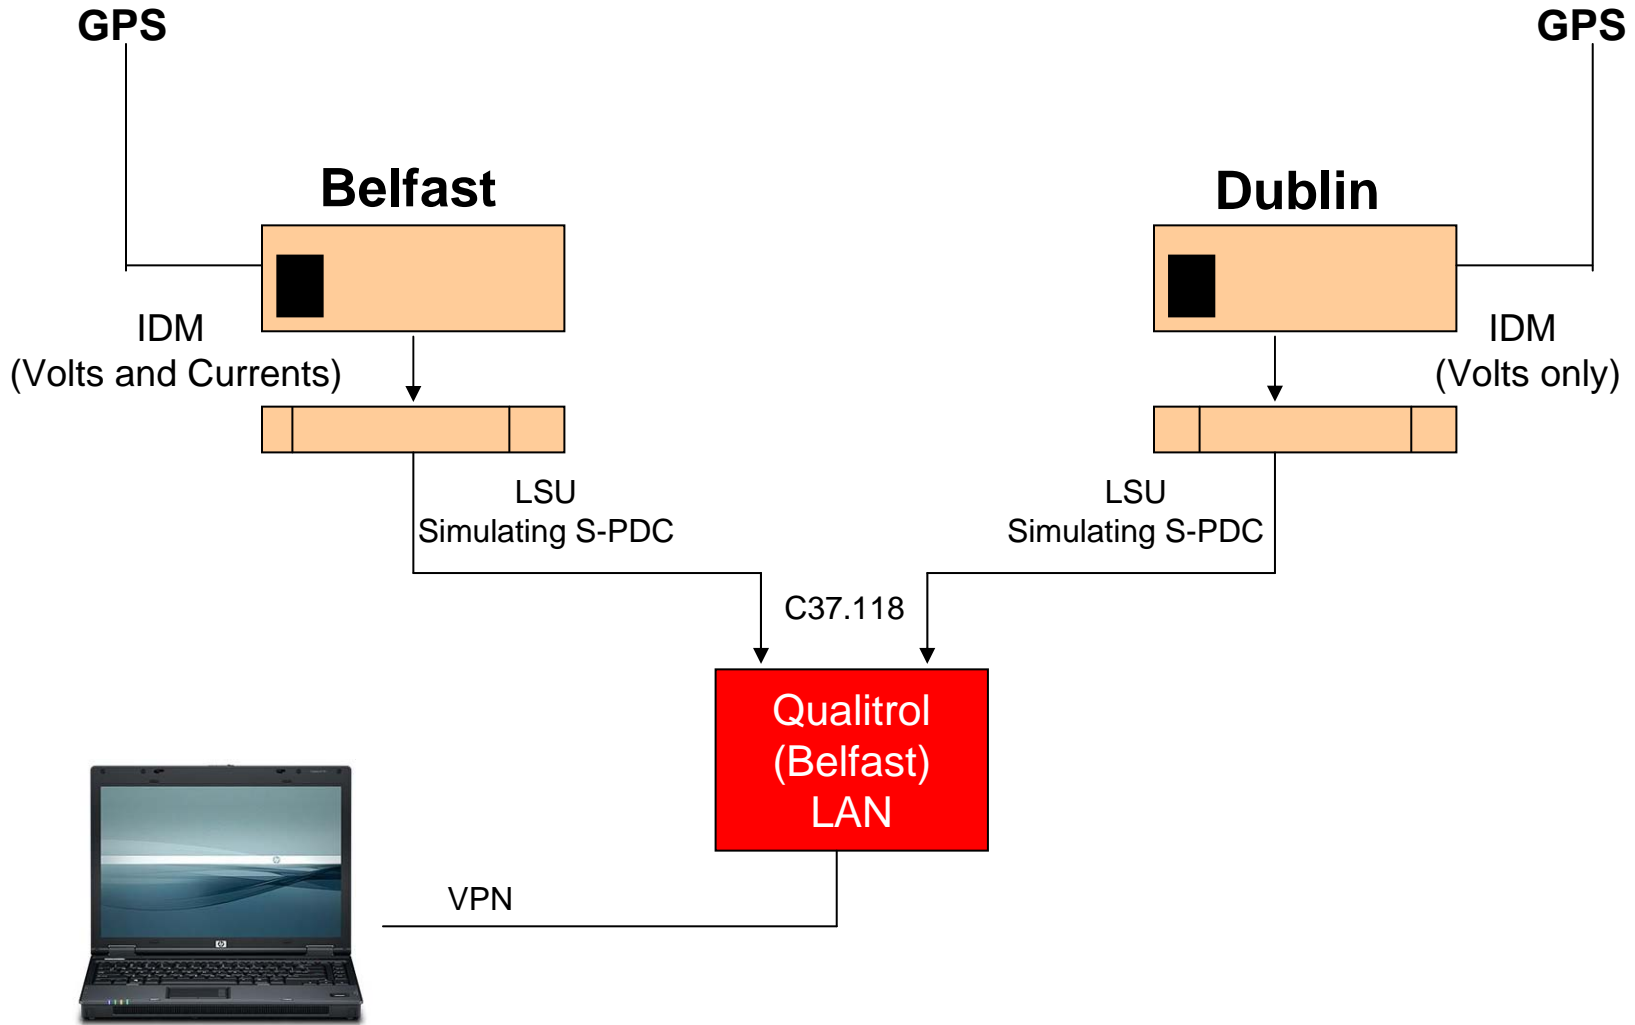 GPS
GPS
Belfast
Dublin
IDM
(Volts and Currents)
IDM
(Volts only)
LSU
Simulating S-PDC
LSU
Simulating S-PDC
C37.118
Qualitrol
(Belfast)
LAN
VPN